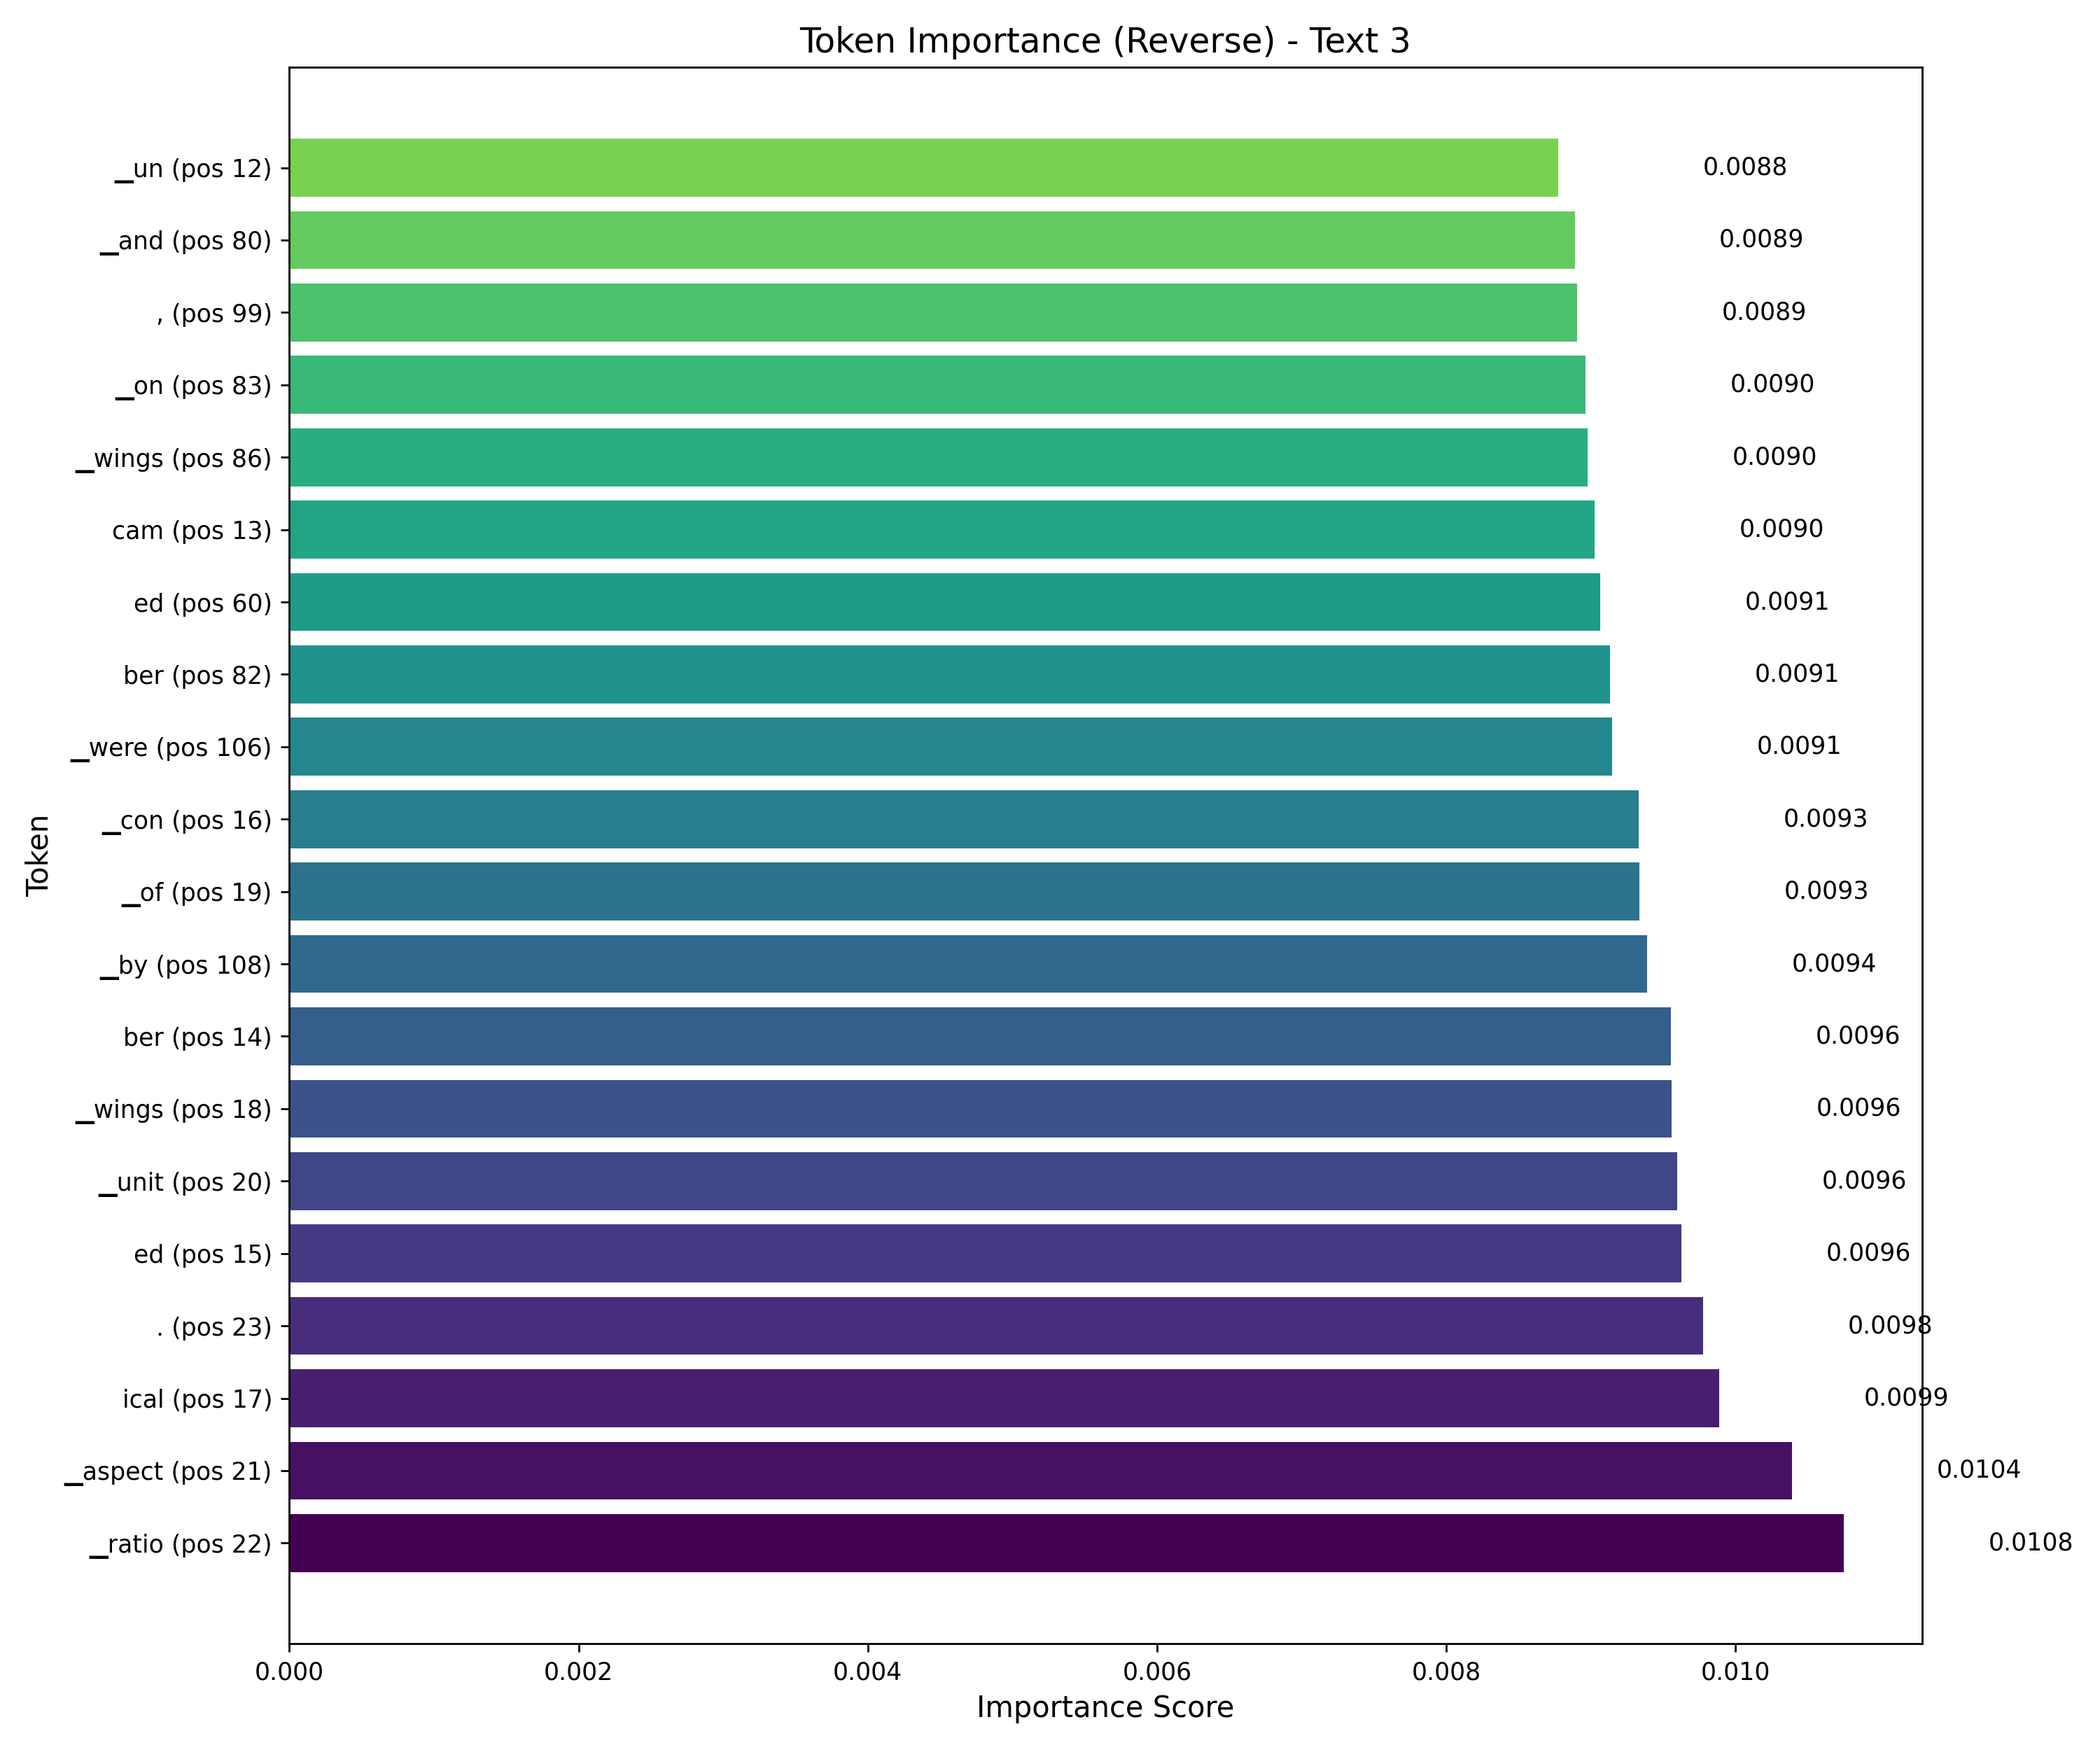 Token Importance (Reverse) - Text 3
▁un (pos 12) 0.0088
▁and (pos 80) 0.0089
, (pos 99) 0.0089
▁on (pos 83) 0.0090
▁wings (pos 86) 0.0090
cam (pos 13) 0.0090
ed (pos 60) 0.0091
ber (pos 82) 0.0091
▁were (pos 106) 0.0091
▁con (pos 16) 0.0093
▁of (pos 19) 0.0093
▁by (pos 108) 0.0094
ber (pos 14) 0.0096
▁wings (pos 18) 0.0096
▁unit (pos 20) 0.0096
ed (pos 15) 0.0096
. (pos 23) 0.0098
ical (pos 17) 0.0099
▁aspect (pos 21) 0.0104
▁ratio (pos 22) 0.0108
Token
0.000 0.002 0.004 0.006 0.008 0.010
Importance Score